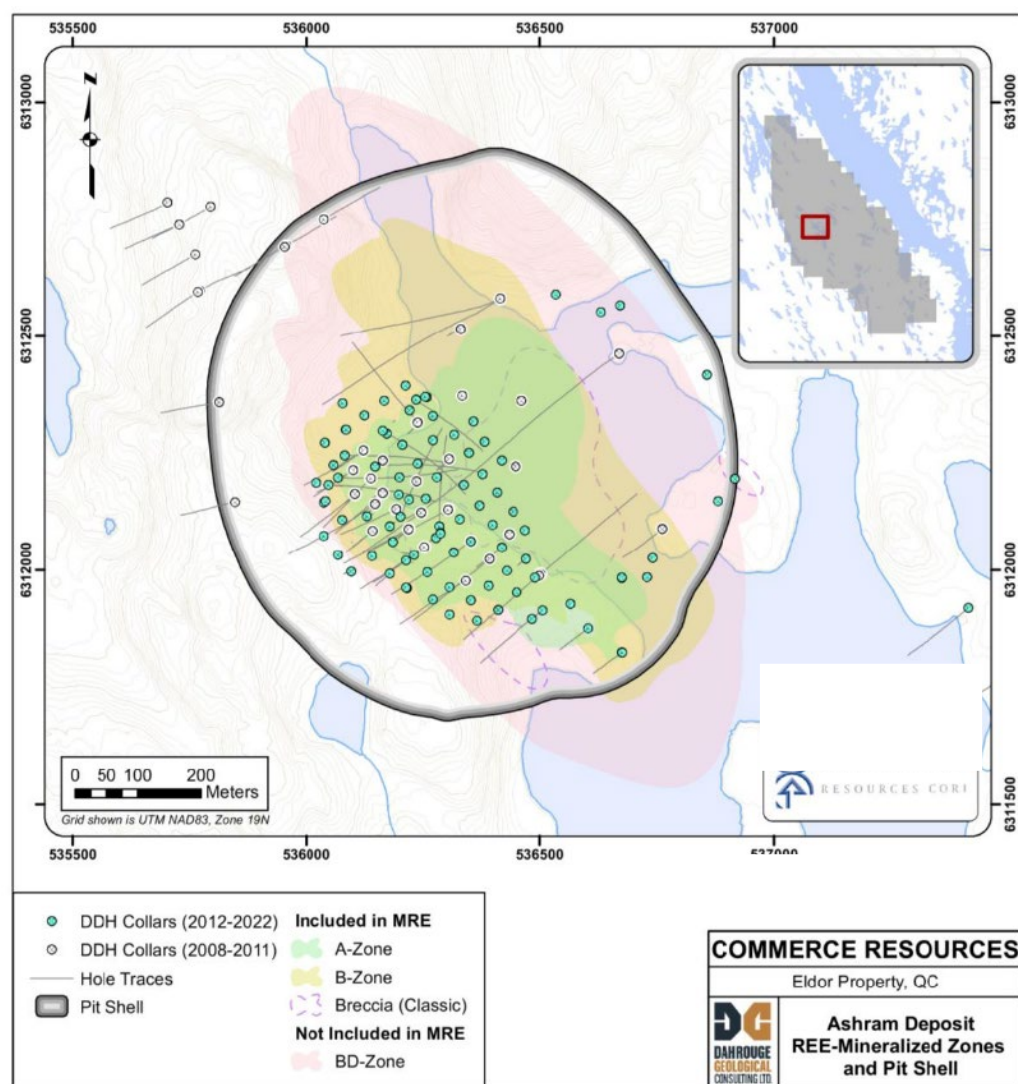 535500 536000 536500 537000
6313000
6312500
6312000
6311500
6313000
6312500
6312000
6311500
N
0 50 100 200
Meters
Grid shown is UTM NAD83, Zone 19N
RESOURCES COR
535500 536000 536500 537000
DDH Collars (2012-2022)
DDH Collars (2008-2011)
Hole Traces
Pit Shell
Included in MRE
A-Zone
B-Zone
Breccia (Classic)
Not Included in MRE
BD-Zone
COMMERCE RESOURCES
Eldor Property, QC
DAHROUGE
GEOLOGICAL
CONSULTING LTD.
Ashram Deposit
REE-Mineralized Zones
and Pit Shell